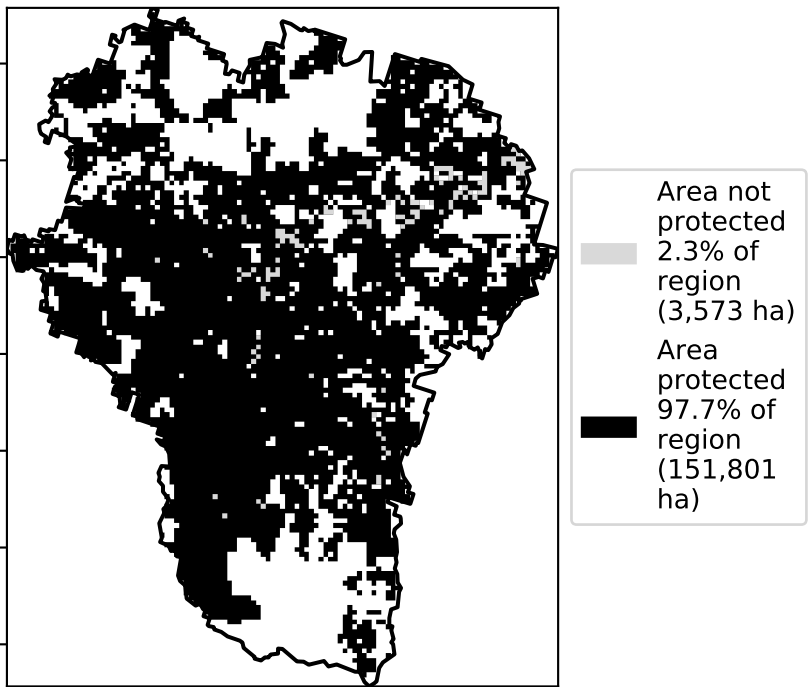 Area not
protected
2.3% of
region
(3,573 ha)
Area
protected
97.7% of
region
(151,801
ha)